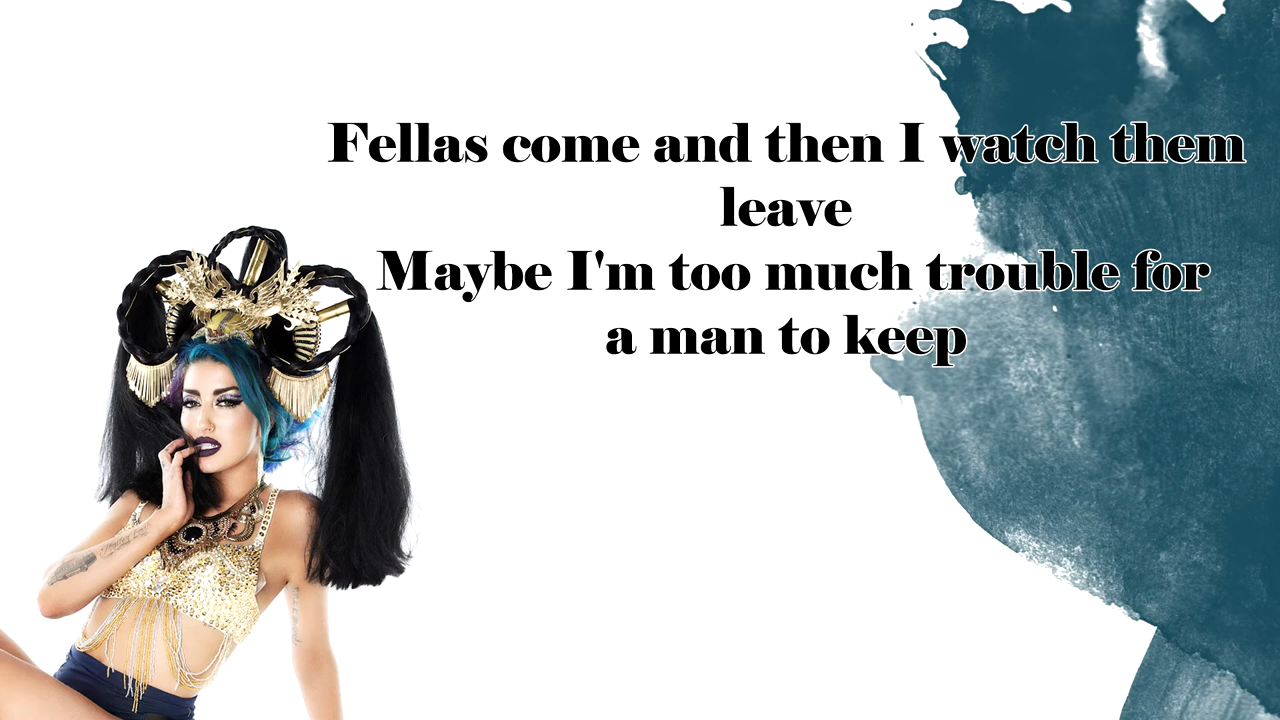 Fellas come and then I watch them
leave
Maybe I'm too much trouble for
a man to keep